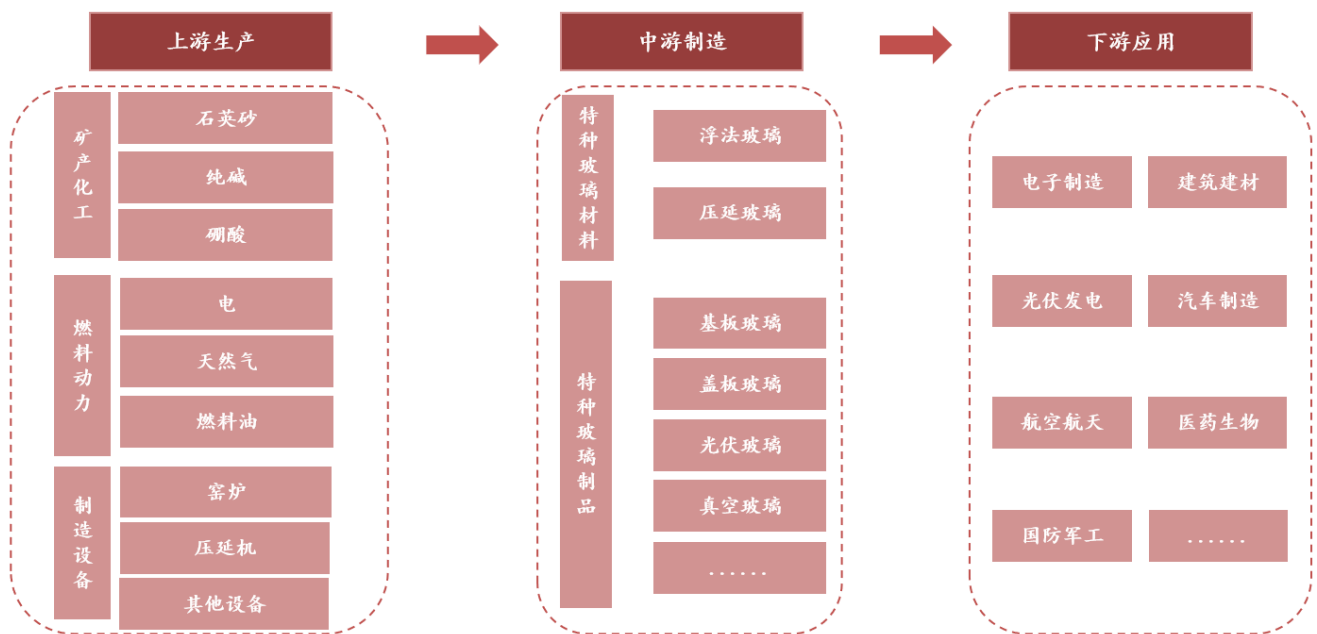 上游生产
中游制造
下游应用
矿产化工
石英砂
纯碱
硼酸
燃料动力
电
天然气
燃料油
制造设备
窑炉
压延机
其他设备
特种玻璃材料
浮法玻璃
压延玻璃
特种玻璃制品
基板玻璃
盖板玻璃
光伏玻璃
真空玻璃
......
电子制造
建筑建材
光伏发电
汽车制造
航空航天
医药生物
国防军工
......